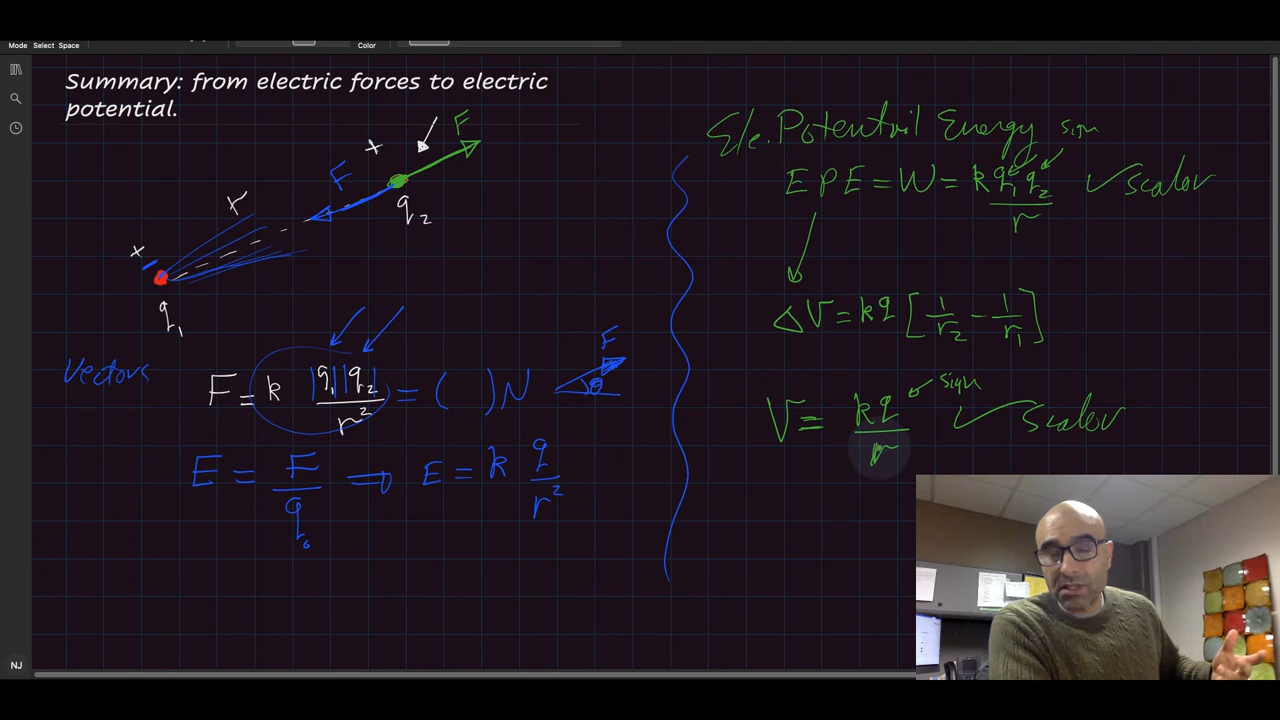 Mode Select Space
Color
Summary: from electric forces to electric
potential.
F
x
F
q₂
r
x
q₁
Vectors
F = k |q₁||q₂| / r² = ( ) N
F
θ
E = F / q₀ ⟹ E = k q / r²
Ele. Potential Energy
sign
EPE = W = k q₁q₂ / r ✓ scalar
ΔV = kq [ 1/r₂ − 1/r₁ ]
sign
V = kq / r ✓ scalar
NJ